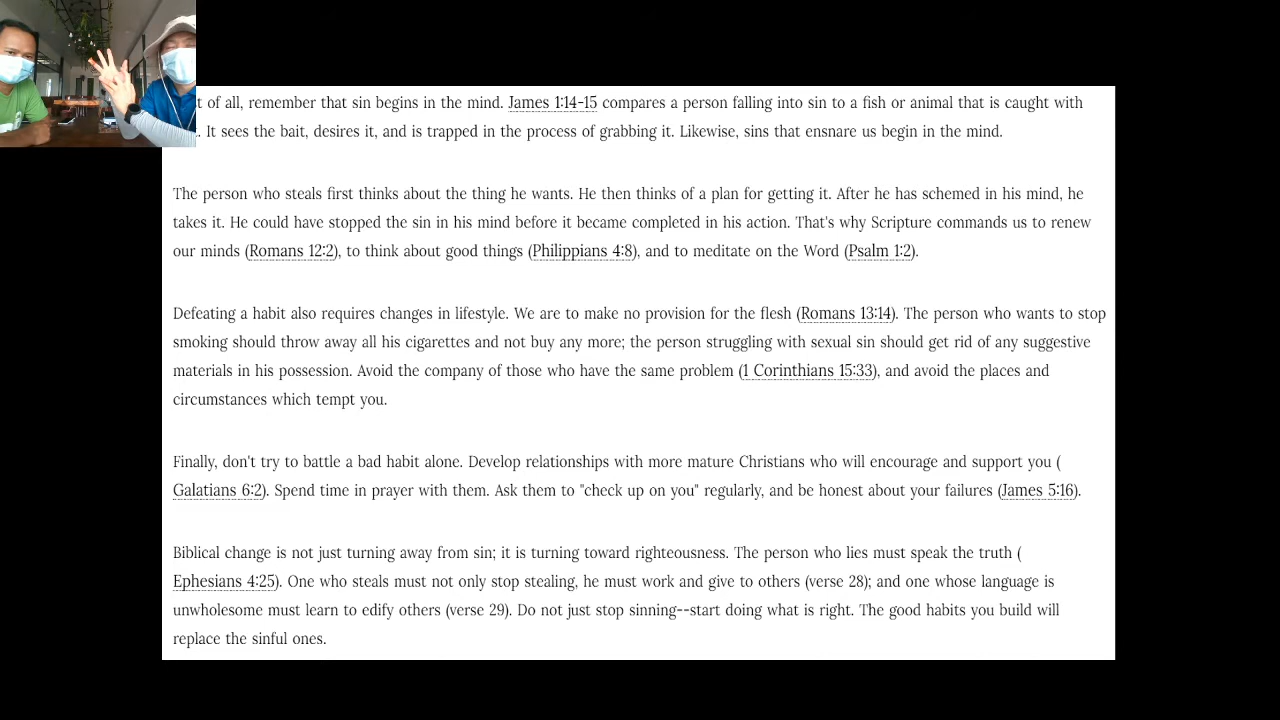 t of all, remember that sin begins in the mind. James 1:14-15 compares a person falling into sin to a fish or animal that is caught with
. It sees the bait, desires it, and is trapped in the process of grabbing it. Likewise, sins that ensnare us begin in the mind.
The person who steals first thinks about the thing he wants. He then thinks of a plan for getting it. After he has schemed in his mind, he
takes it. He could have stopped the sin in his mind before it became completed in his action. That's why Scripture commands us to renew
our minds (Romans 12:2), to think about good things (Philippians 4:8), and to meditate on the Word (Psalm 1:2).
Defeating a habit also requires changes in lifestyle. We are to make no provision for the flesh (Romans 13:14). The person who wants to stop
smoking should throw away all his cigarettes and not buy any more; the person struggling with sexual sin should get rid of any suggestive
materials in his possession. Avoid the company of those who have the same problem (1 Corinthians 15:33), and avoid the places and
circumstances which tempt you.
Finally, don't try to battle a bad habit alone. Develop relationships with more mature Christians who will encourage and support you (
Galatians 6:2). Spend time in prayer with them. Ask them to "check up on you" regularly, and be honest about your failures (James 5:16).
Biblical change is not just turning away from sin; it is turning toward righteousness. The person who lies must speak the truth (
Ephesians 4:25). One who steals must not only stop stealing, he must work and give to others (verse 28); and one whose language is
unwholesome must learn to edify others (verse 29). Do not just stop sinning--start doing what is right. The good habits you build will
replace the sinful ones.